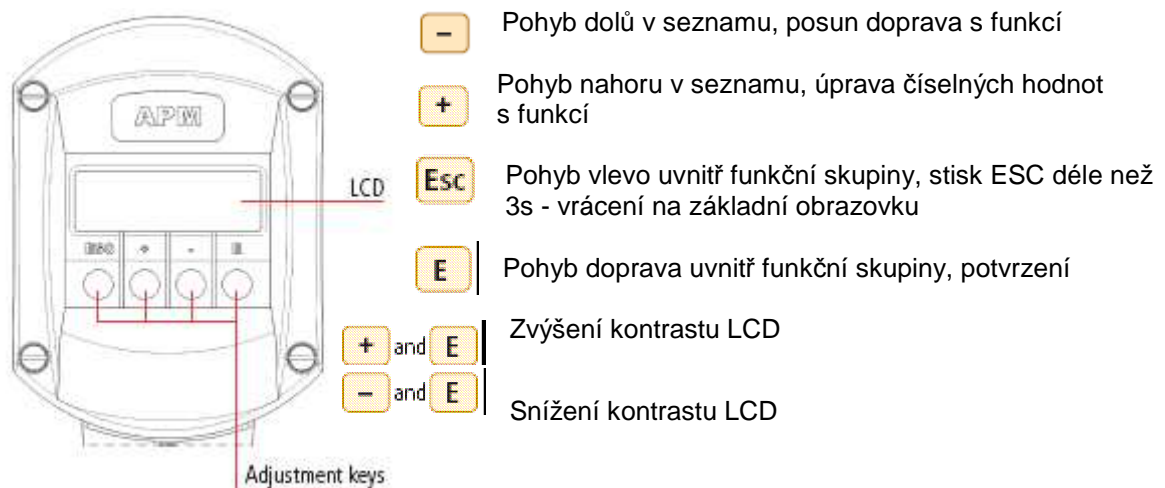 APM
LCD
ESC + - E
Adjustment keys
- Pohyb dolů v seznamu, posun doprava s funkcí
+ Pohyb nahoru v seznamu, úprava číselných hodnot
s funkcí
Esc Pohyb vlevo uvnitř funkční skupiny, stisk ESC déle než
3s - vrácení na základní obrazovku
E Pohyb doprava uvnitř funkční skupiny, potvrzení
+ and E Zvýšení kontrastu LCD
- and E Snížení kontrastu LCD